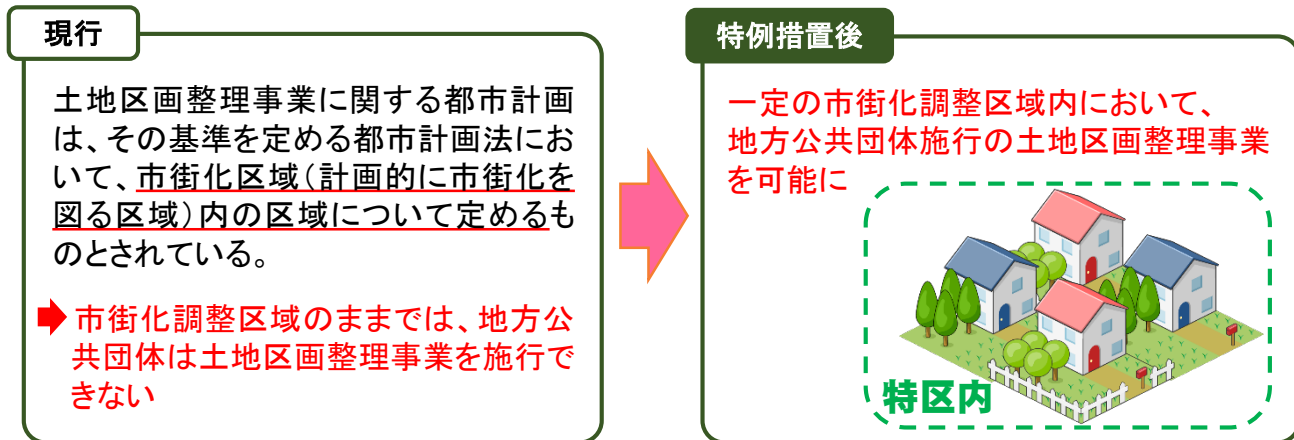 現行
土地区画整理事業に関する都市計画
は、その基準を定める都市計画法にお
いて、市街化区域（計画的に市街化を
図る区域）内の区域について定めるも
のとされている。
市街化調整区域のままでは、地方公
共団体は土地区画整理事業を施行で
きない
特例措置後
一定の市街化調整区域内において、
地方公共団体施行の土地区画整理事業
を可能に
特区内